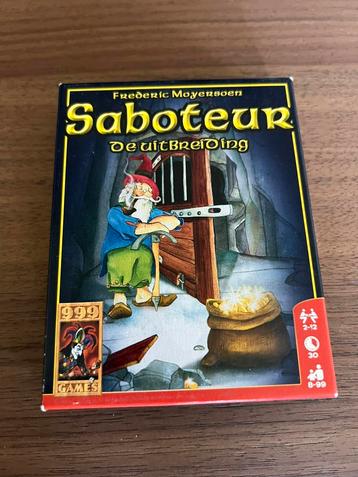 Frederic Moyersoen
Saboteur
De uitbreiding
999
GAMES
2-12
30
8-99